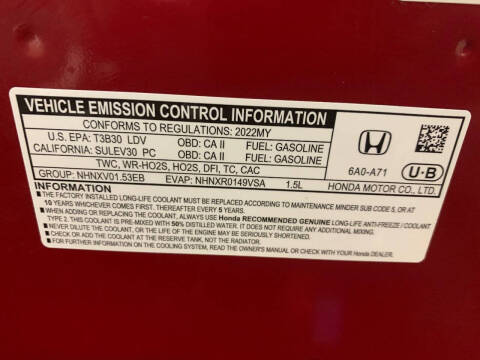 VEHICLE EMISSION CONTROL INFORMATION
CONFORMS TO REGULATIONS: 2022MY
U.S. EPA: T3B30 LDV OBD: CA II FUEL: GASOLINE
CALIFORNIA: SULEV30 PC OBD: CA II FUEL: GASOLINE
TWC, WR-HO2S, HO2S, DFI, TC, CAC
GROUP: NHNXV01.53EB EVAP: NHNXR0149VSA 1.5L
6A0-A71 U-B
HONDA MOTOR CO., LTD.
IMPORTANT INFORMATION
■ THE FACTORY INSTALLED LONG-LIFE COOLANT MUST BE REPLACED ACCORDING TO MAINTENANCE MINDER SUB CODE 5, OR AT
10 YEARS WHICHEVER COMES FIRST. THEREAFTER EVERY 5 YEARS.
■ WHEN ADDING OR REPLACING THE COOLANT, ALWAYS USE Honda RECOMMENDED GENUINE LONG-LIFE ANTI-FREEZE / COOLANT
THAT IS PRE-MIXED WITH 50% DISTILLED WATER. IT DOES NOT REQUIRE ANY ADDITIONAL MIXING.
■ NEVER DILUTE THE COOLANT, OR THE LIFE OF THE ENGINE MAY BE SERIOUSLY SHORTENED.
■ CHECK OR ADD THE COOLANT AT THE RESERVE TANK, NOT THE RADIATOR.
■ FOR FURTHER INFORMATION ON THE COOLING SYSTEM, READ THE OWNER'S MANUAL OR CHECK WITH YOUR Honda DEALER.